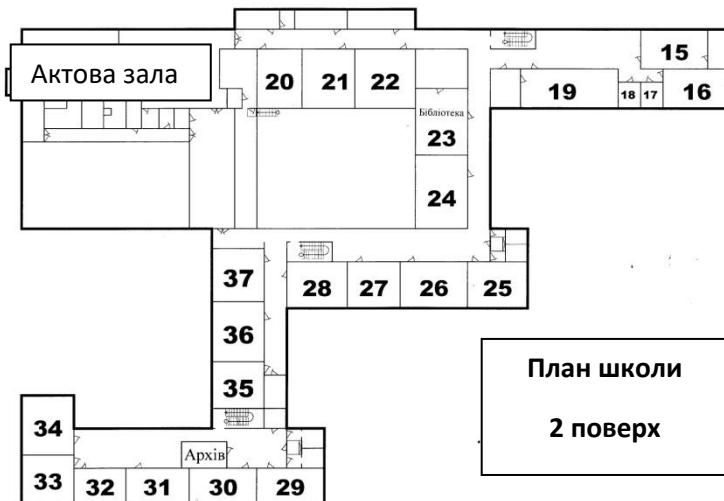 15
Актова зала
20 21 22
19 18 17 16
Бібліотека
23
24
37
28 27 26 25
36
План школи
35
2 поверх
34
Архів
33 32 31 30 29